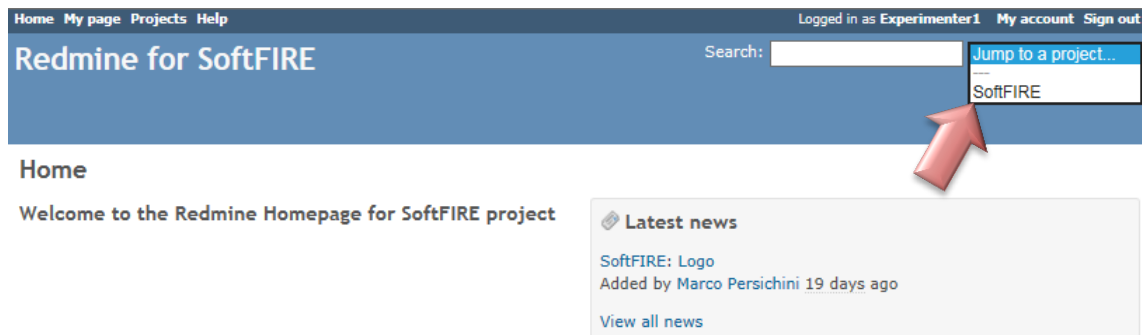 Home My page Projects Help
Logged in as Experimenter1 My account Sign out
Redmine for SoftFIRE
Search:
Jump to a project...
---
SoftFIRE
Home
Welcome to the Redmine Homepage for SoftFIRE project
Latest news
SoftFIRE: Logo
Added by Marco Persichini 19 days ago
View all news